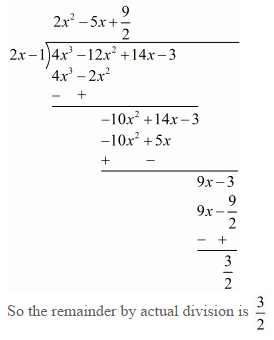 2x² − 5x + 9/2
2x − 1)4x³ − 12x² + 14x − 3
4x³ − 2x²
− +
−10x² + 14x − 3
−10x² + 5x
+ −
9x − 3
9x − 9/2
− +
3/2
So the remainder by actual division is 3/2